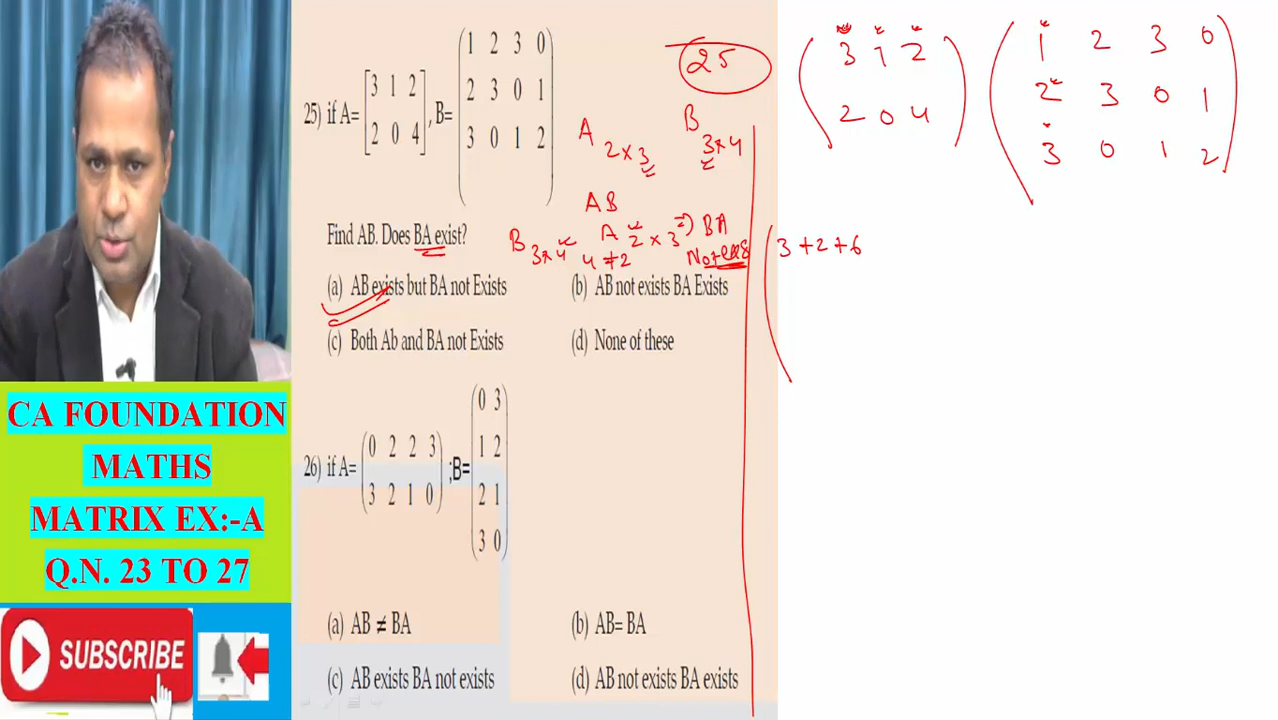 25) if A= [3 1 2
2 0 4] , B= (1 2 3 0
2 3 0 1
3 0 1 2)
Find AB. Does BA exist?
(a) AB exists but BA not Exists
(b) AB not exists BA Exists
(c) Both Ab and BA not Exists
(d) None of these
26) if A= (0 2 2 3
3 2 1 0) ;B= (0 3
1 2
2 1
3 0)
(a) AB ≠ BA
(b) AB= BA
(c) AB exists BA not exists
(d) AB not exists BA exists
25
A 2×3
B 3×4
AB
B 3×4 A 2×3 ⇒ BA
4≠2
(3 1 2
2 0 4)
(1 2 3 0
2 3 0 1
3 0 1 2)
(3+2+6
CA FOUNDATION
MATHS
MATRIX EX:-A
Q.N. 23 TO 27
SUBSCRIBE